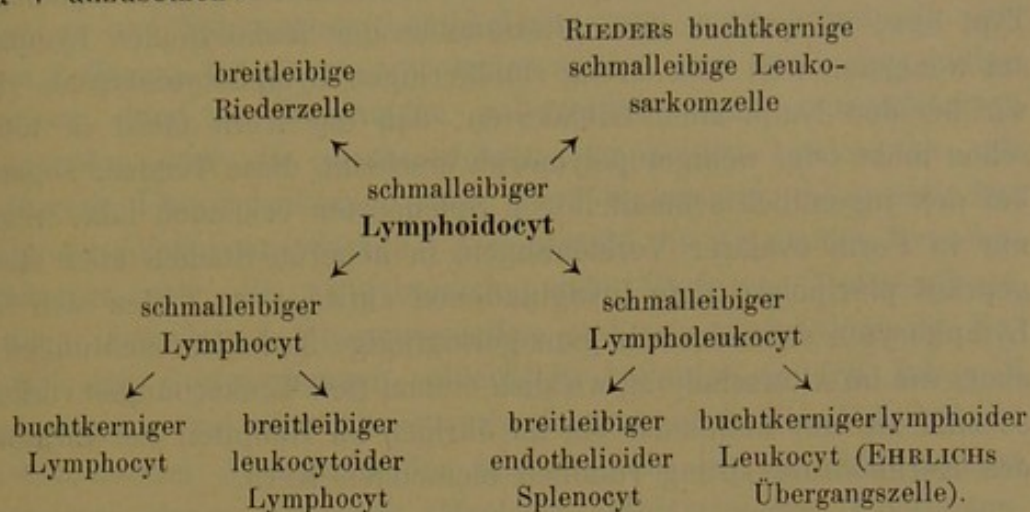 RIEDERS buchtkernige
breitleibige
schmalleibige Leuko-
Riederzelle
sarkomzelle
schmalleibiger
Lymphoidocyt
schmalleibiger
schmalleibiger
Lymphocyt
Lympholeukocyt
buchtkerniger
Lymphocyt
breitleibiger
leukocytoider
Lymphocyt
breitleibiger
endothelioider
Splenocyt
buchtkerniger lymphoider
Leukocyt (EHRLICHS
Übergangszelle).